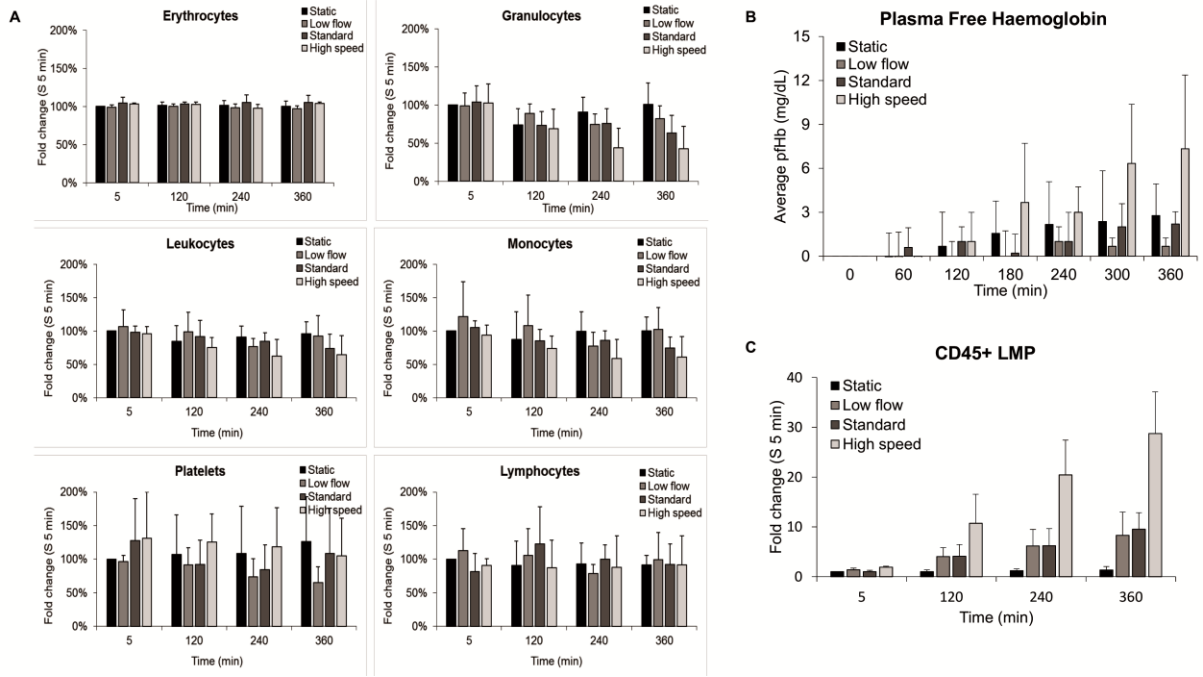 A
Erythrocytes
Static
Low flow
Standard
High speed
200%
150%
100%
50%
0%
Fold change (S 5 min)
5 120 240 360
Time (min)
Granulocytes
Static
Low flow
Standard
High speed
200%
150%
100%
50%
0%
Fold change (S 5 min)
5 120 240 360
Time (min)
Leukocytes
Static
Low flow
Standard
High speed
200%
150%
100%
50%
0%
Fold change (S 5 min)
5 120 240 360
Time (min)
Monocytes
Static
Low flow
Standard
High speed
200%
150%
100%
50%
0%
Fold change (S 5 min)
5 120 240 360
Time (min)
Platelets
Static
Low flow
Standard
High speed
200%
150%
100%
50%
0%
Fold change (S 5 min)
5 120 240 360
Time (min)
Lymphocytes
Static
Low flow
Standard
High speed
200%
150%
100%
50%
0%
Fold change (S 5 min)
5 120 240 360
Time (min)
B
Plasma Free Haemoglobin
Static
Low flow
Standard
High speed
15
12
9
6
3
0
Average pfHb (mg/dL)
0 60 120 180 240 300 360
Time (min)
C
CD45+ LMP
Static
Low flow
Standard
High speed
40
30
20
10
0
Fold change (S 5 min)
5 120 240 360
Time (min)